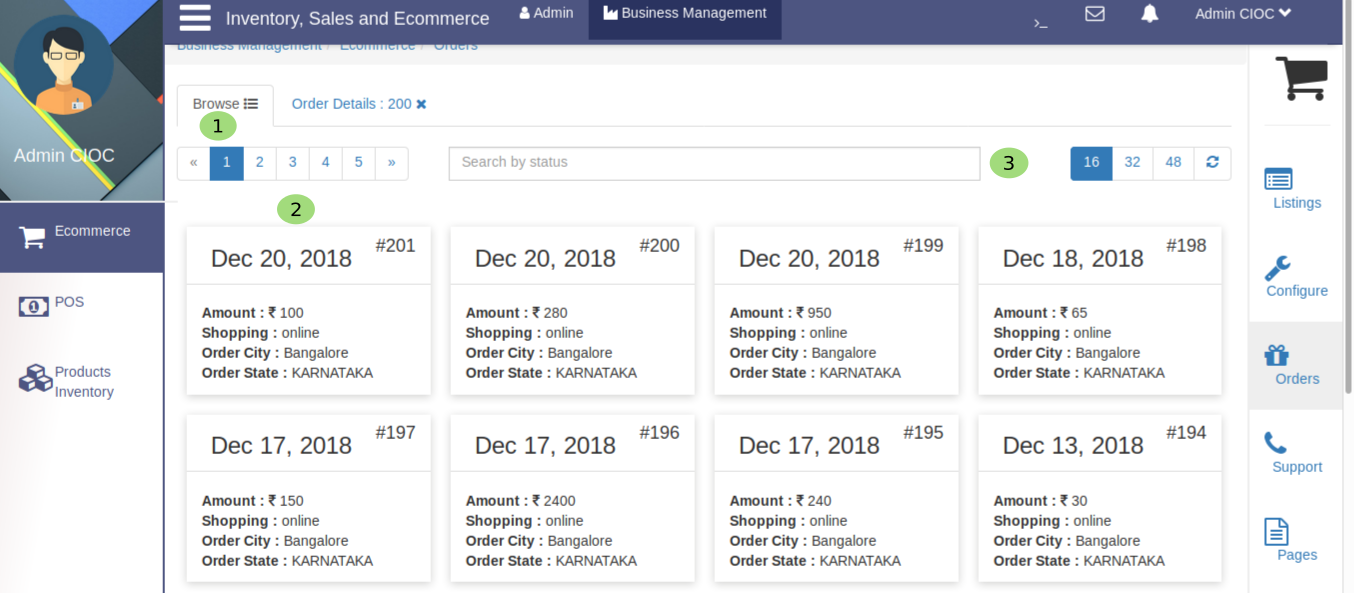 Inventory, Sales and Ecommerce
Admin
Business Management
>_
Admin CIOC
Business Management / Ecommerce / Orders
Admin CIOC
Browse
Order Details : 200 ×
1
« 1 2 3 4 5 »
Search by status
3
16 32 48
2
Ecommerce
POS
Products
Inventory
Dec 20, 2018 #201
Amount : ₹ 100
Shopping : online
Order City : Bangalore
Order State : KARNATAKA
Dec 20, 2018 #200
Amount : ₹ 280
Shopping : online
Order City : Bangalore
Order State : KARNATAKA
Dec 20, 2018 #199
Amount : ₹ 950
Shopping : online
Order City : Bangalore
Order State : KARNATAKA
Dec 18, 2018 #198
Amount : ₹ 65
Shopping : online
Order City : Bangalore
Order State : KARNATAKA
Dec 17, 2018 #197
Amount : ₹ 150
Shopping : online
Order City : Bangalore
Order State : KARNATAKA
Dec 17, 2018 #196
Amount : ₹ 2400
Shopping : online
Order City : Bangalore
Order State : KARNATAKA
Dec 17, 2018 #195
Amount : ₹ 240
Shopping : online
Order City : Bangalore
Order State : KARNATAKA
Dec 13, 2018 #194
Amount : ₹ 30
Shopping : online
Order City : Bangalore
Order State : KARNATAKA
Listings
Configure
Orders
Support
Pages